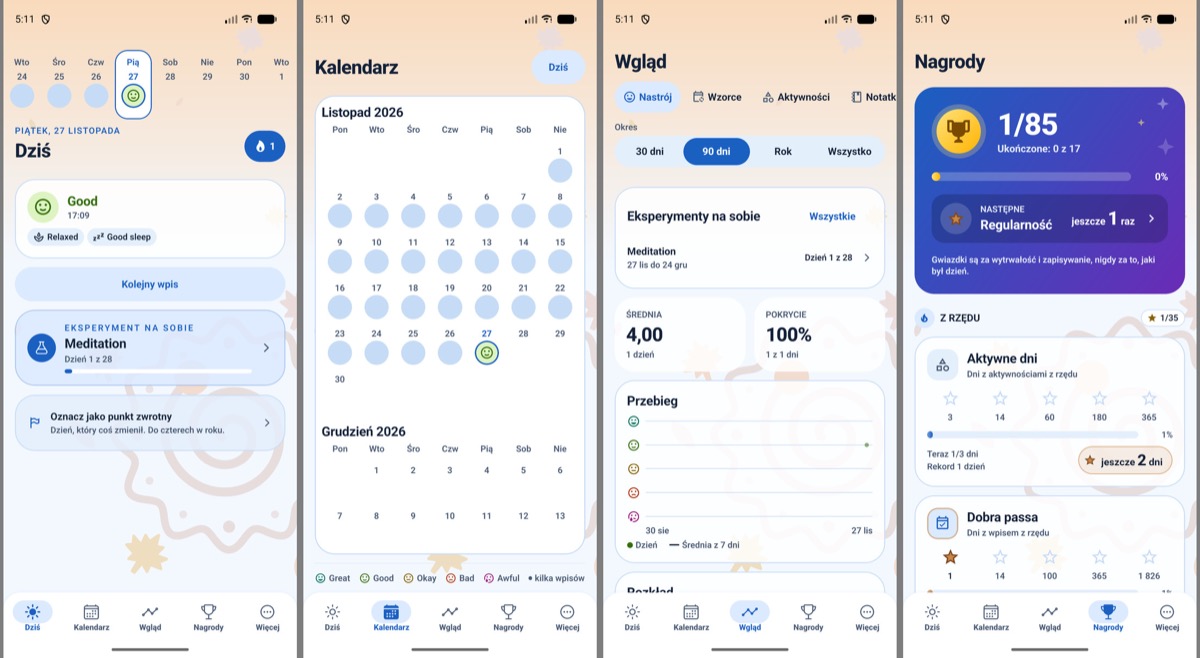 5:11
Wto Śro Czw Pią Sob Nie Pon Wto
24 25 26 27 28 29 30 1
PIĄTEK, 27 LISTOPADA
Dziś
1
Good
17:09
Relaxed Good sleep
Kolejny wpis
EKSPERYMENT NA SOBIE
Meditation
Dzień 1 z 28
Oznacz jako punkt zwrotny
Dzień, który coś zmienił. Do czterech w roku.
Dziś Kalendarz Wgląd Nagrody Więcej
5:11
Kalendarz
Dziś
Listopad 2026
Pon Wto Śro Czw Pią Sob Nie
1
2 3 4 5 6 7 8
9 10 11 12 13 14 15
16 17 18 19 20 21 22
23 24 25 26 27 28 29
30
Grudzień 2026
Pon Wto Śro Czw Pią Sob Nie
1 2 3 4 5 6
7 8 9 10 11 12 13
Great Good Okay Bad Awful • kilka wpisów
Dziś Kalendarz Wgląd Nagrody Więcej
5:11
Wgląd
Nastrój Wzorce Aktywności Notatk
Okres
30 dni 90 dni Rok Wszystko
Eksperymenty na sobie Wszystkie
Meditation
27 lis do 24 gru
Dzień 1 z 28
ŚREDNIA
4,00
1 dzień
POKRYCIE
100%
1 z 1 dni
Przebieg
30 sie 27 lis
Dzień Średnia z 7 dni
Rozkład
Dziś Kalendarz Wgląd Nagrody Więcej
5:11
Nagrody
1/85
Ukończone: 0 z 17
0%
NASTĘPNE
Regularność
jeszcze 1 raz
Gwiazdki są za wytrwałość i zapisywanie, nigdy za to, jaki
był dzień.
Z RZĘDU
1/35
Aktywne dni
Dni z aktywnościami z rzędu
3 14 60 180 365
1%
Teraz 1/3 dni
Rekord 1 dzień
jeszcze 2 dni
Dobra passa
Dni z wpisem z rzędu
1 14 100 365 1 826
Dziś Kalendarz Wgląd Nagrody Więcej